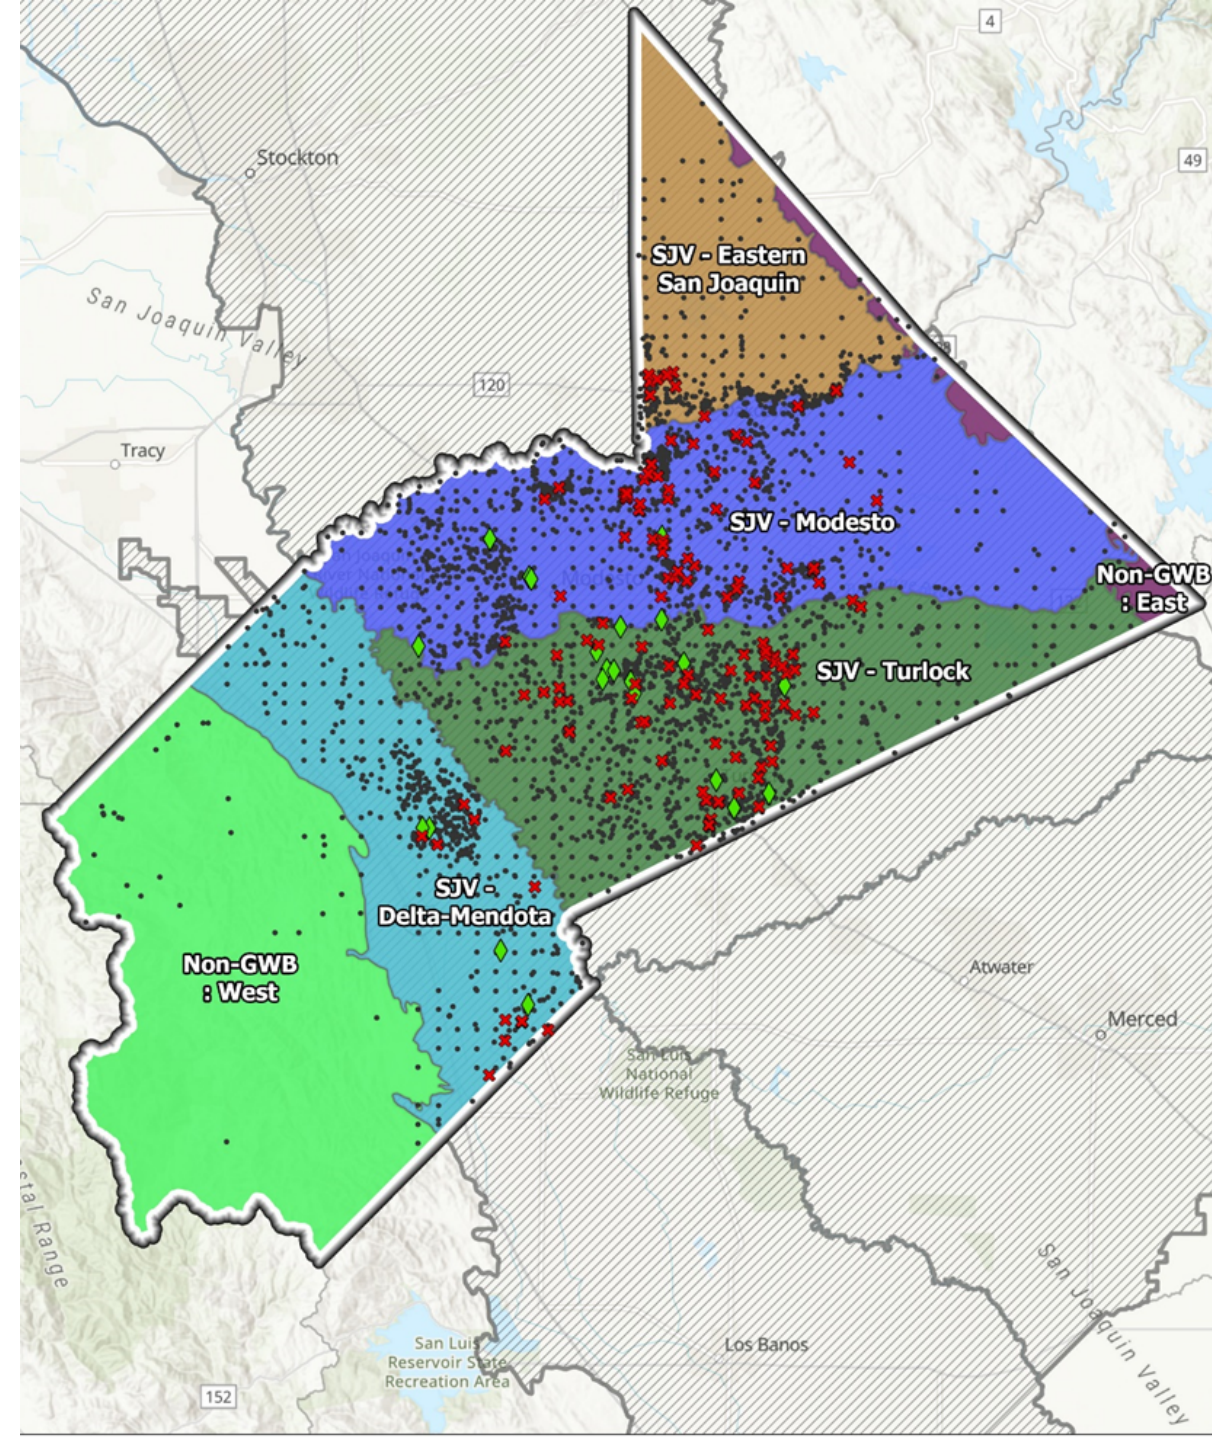 4
49
Stockton
San Joaquin Valley
SJV - Eastern
San Joaquin
120
Tracy
SJV - Modesto
Modesto
Non-GWB
: East
SJV - Turlock
SJV -
Delta-Mendota
Non-GWB
: West
Atwater
Merced
San Luis
National
Wildlife Refuge
stal Range
San Joaquin Valley
San Luis
Reservoir State
Recreation Area
Los Banos
152